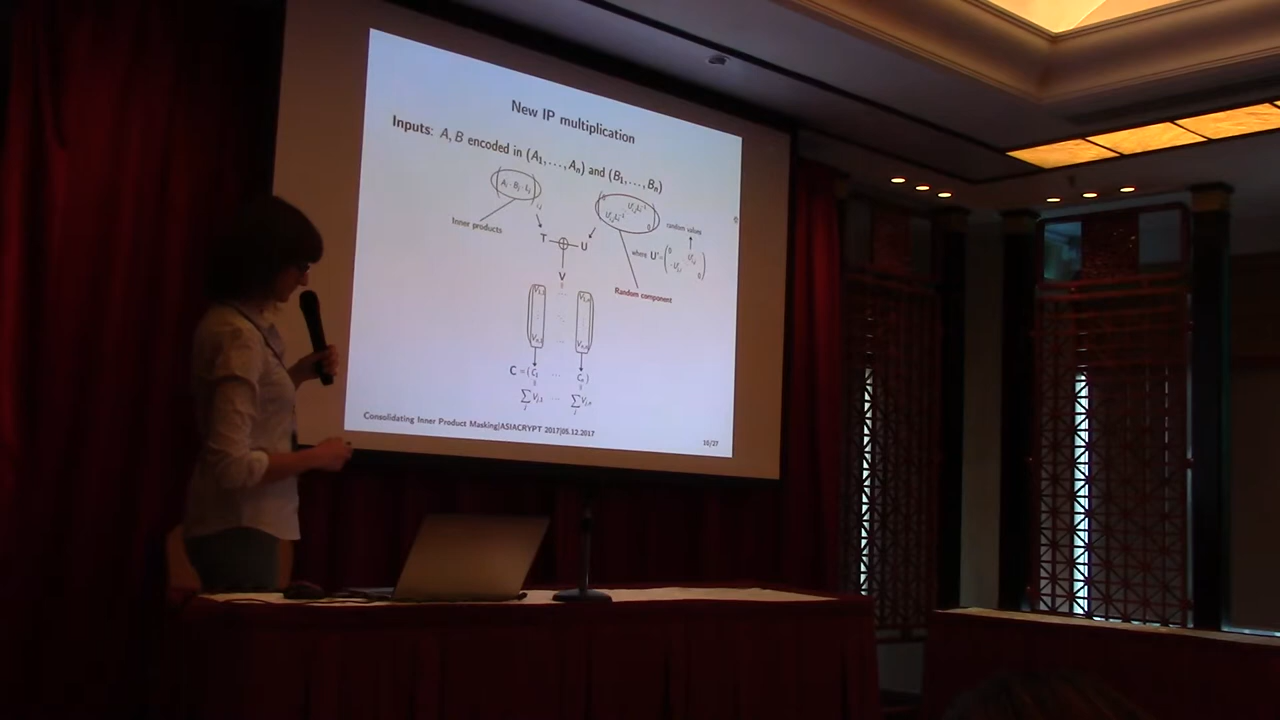 New IP multiplication
Inputs: A, B encoded in (A₁, …, Aₙ) and (B₁, …, Bₙ)
Inner products
random values
T ⊕ U
where U' =
V
Random component
C = (C₁ … Cₙ)
Consolidating Inner Product Masking|ASIACRYPT 2017|05.12.2017